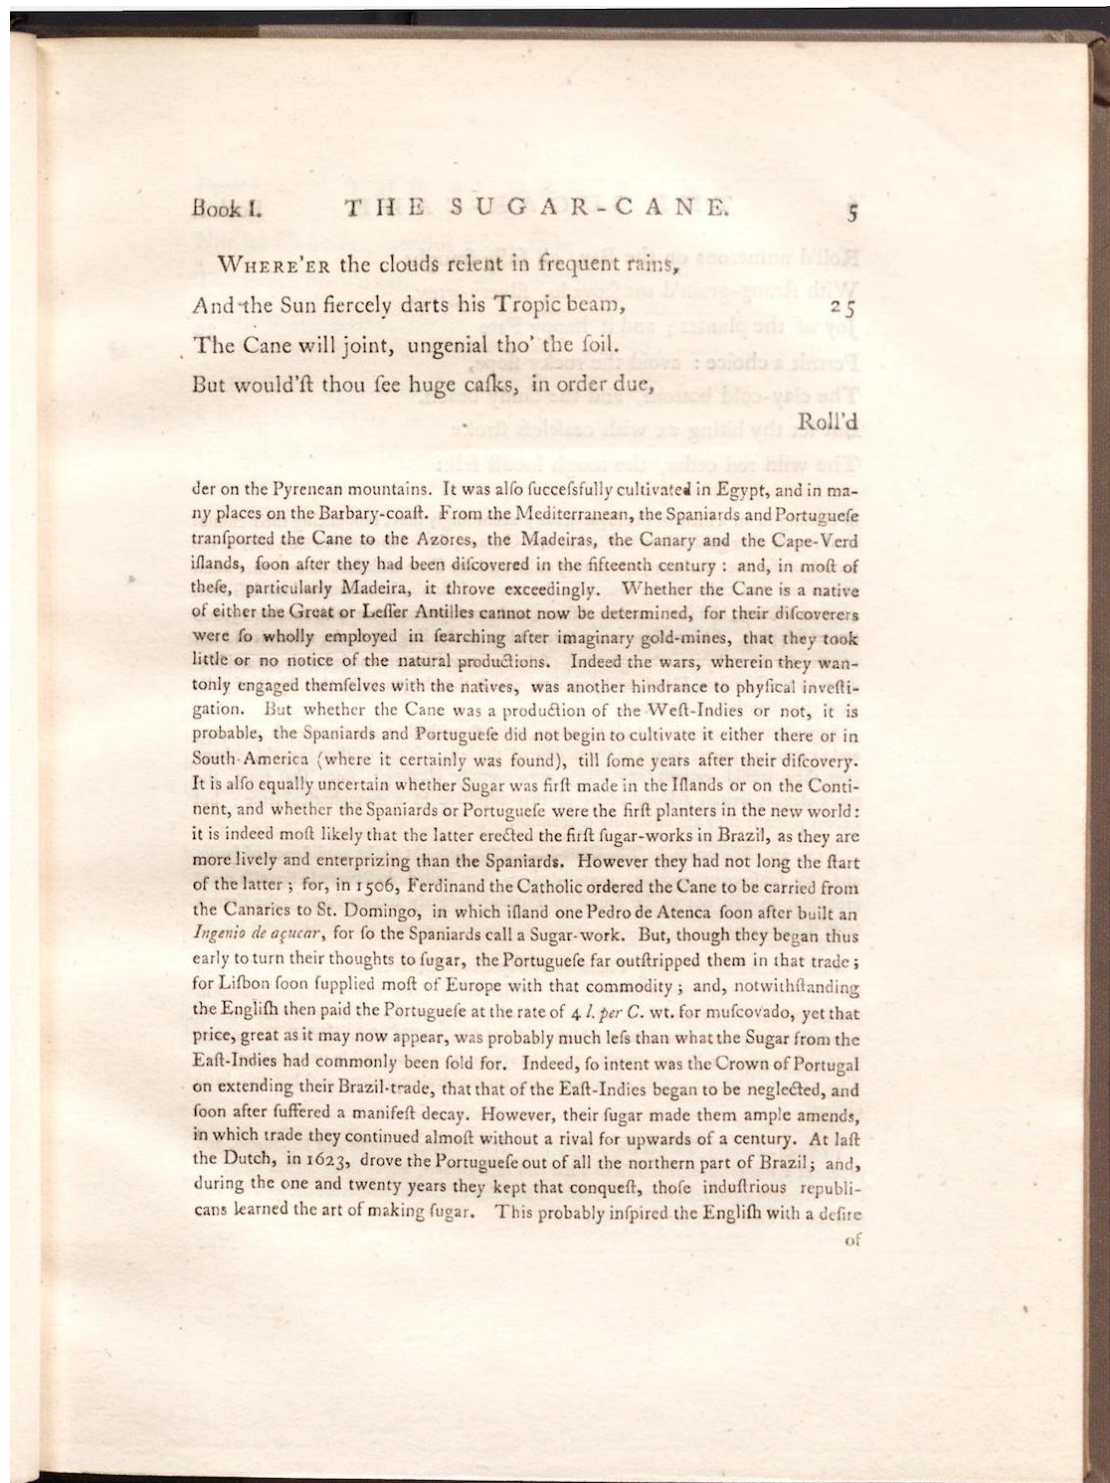 Book I. THE SUGAR-CANE. 5
WHERE'ER the clouds relent in frequent rains,
And the Sun fiercely darts his Tropic beam, 25
The Cane will joint, ungenial tho' the ſoil.
But would'ſt thou ſee huge caſks, in order due,
Roll'd
der on the Pyrenean mountains. It was alſo ſucceſsfully cultivated in Egypt, and in ma-
ny places on the Barbary-coaſt. From the Mediterranean, the Spaniards and Portugueſe
tranſported the Cane to the Azores, the Madeiras, the Canary and the Cape-Verd
iſlands, ſoon after they had been diſcovered in the fifteenth century : and, in moſt of
theſe, particularly Madeira, it throve exceedingly. Whether the Cane is a native
of either the Great or Leſſer Antilles cannot now be determined, for their diſcoverers
were ſo wholly employed in ſearching after imaginary gold-mines, that they took
little or no notice of the natural productions. Indeed the wars, wherein they wan-
tonly engaged themſelves with the natives, was another hindrance to phyſical inveſti-
gation. But whether the Cane was a production of the Weſt-Indies or not, it is
probable, the Spaniards and Portugueſe did not begin to cultivate it either there or in
South-America (where it certainly was found), till ſome years after their diſcovery.
It is alſo equally uncertain whether Sugar was firſt made in the Iſlands or on the Conti-
nent, and whether the Spaniards or Portugueſe were the firſt planters in the new world :
it is indeed moſt likely that the latter erected the firſt ſugar-works in Brazil, as they are
more lively and enterprizing than the Spaniards. However they had not long the ſtart
of the latter ; for, in 1506, Ferdinand the Catholic ordered the Cane to be carried from
the Canaries to St. Domingo, in which iſland one Pedro de Atenca ſoon after built an
Ingenio de açucar, for ſo the Spaniards call a Sugar-work. But, though they began thus
early to turn their thoughts to ſugar, the Portugueſe far outſtripped them in that trade ;
for Liſbon ſoon ſupplied moſt of Europe with that commodity ; and, notwithſtanding
the Engliſh then paid the Portugueſe at the rate of 4 l. per C. wt. for muſcovado, yet that
price, great as it may now appear, was probably much leſs than what the Sugar from the
Eaſt-Indies had commonly been ſold for. Indeed, ſo intent was the Crown of Portugal
on extending their Brazil-trade, that that of the Eaſt-Indies began to be neglected, and
ſoon after ſuffered a manifeſt decay. However, their ſugar made them ample amends,
in which trade they continued almoſt without a rival for upwards of a century. At laſt
the Dutch, in 1623, drove the Portugueſe out of all the northern part of Brazil ; and,
during the one and twenty years they kept that conqueſt, thoſe induſtrious republi-
cans learned the art of making ſugar. This probably inſpired the Engliſh with a deſire
of